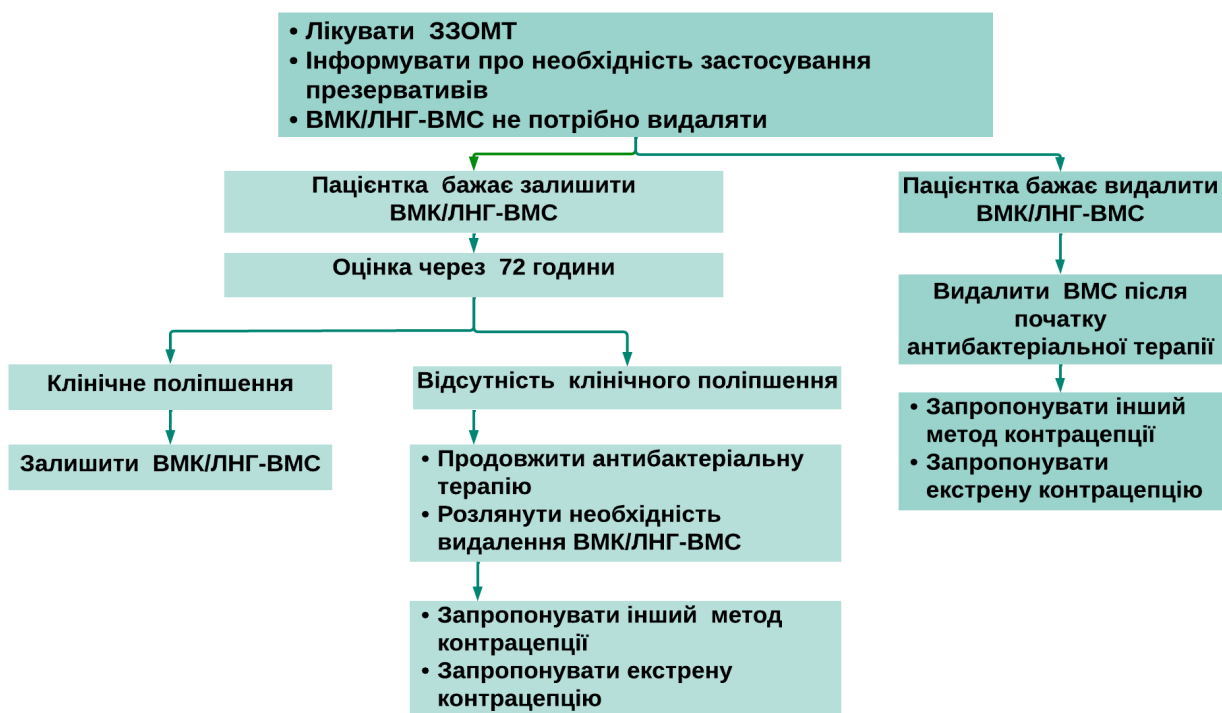 • Лікувати ЗЗОМТ
• Інформувати про необхідність застосування
презервативів
• ВМК/ЛНГ-ВМС не потрібно видаляти
Пацієнтка бажає залишити
ВМК/ЛНГ-ВМС
Оцінка через 72 години
Клінічне поліпшення
Залишити ВМК/ЛНГ-ВМС
Відсутність клінічного поліпшення
• Продовжити антибактеріальну
терапію
• Розлянути необхідність
видалення ВМК/ЛНГ-ВМС
• Запропонувати інший метод
контрацепції
• Запропонувати екстрену
контрацепцію
Пацієнтка бажає видалити
ВМК/ЛНГ-ВМС
Видалити ВМС після
початку
антибактеріальної терапії
• Запропонувати інший
метод контрацепції
• Запропонувати
екстрену контрацепцію